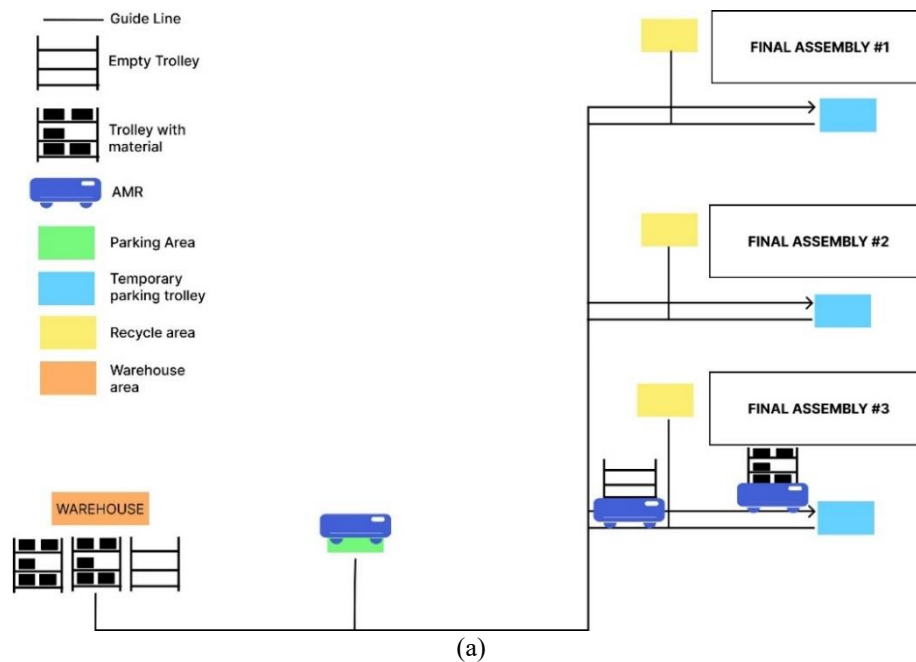 Guide Line
Empty Trolley
Trolley with
material
AMR
Parking Area
Temporary
parking trolley
Recycle area
Warehouse
area
FINAL ASSEMBLY #1
FINAL ASSEMBLY #2
FINAL ASSEMBLY #3
WAREHOUSE
(a)